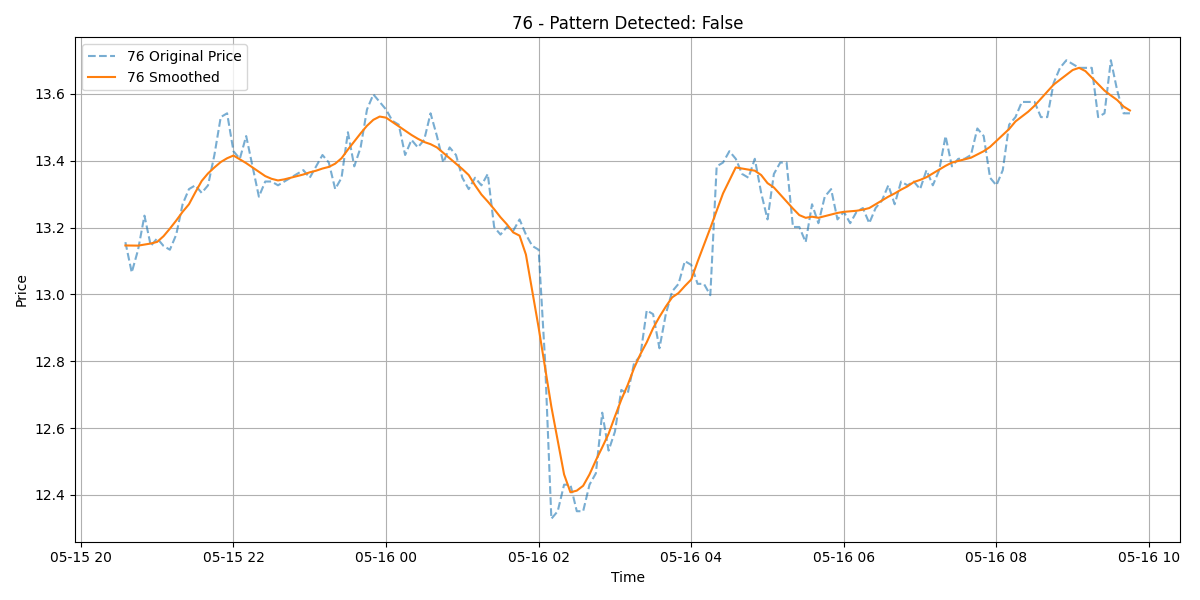 76 - Pattern Detected: False
76 Original Price
76 Smoothed
Price
13.6
13.4
13.2
13.0
12.8
12.6
12.4
05-15 20 05-15 22 05-16 00 05-16 02 05-16 04 05-16 06 05-16 08 05-16 10
Time